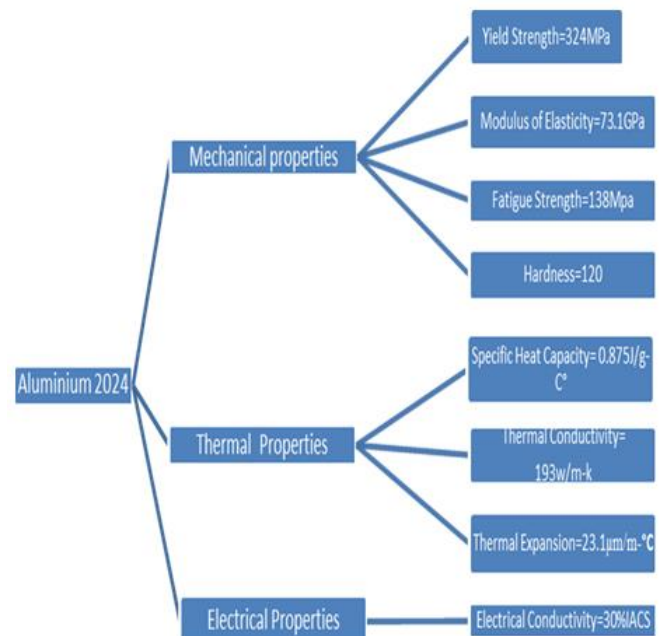 Aluminium 2024
Mechanical properties
Yield Strength=324MPa
Modulus of Elasticity=73.1GPa
Fatigue Strength=138Mpa
Hardness=120
Thermal Properties
Specific Heat Capacity= 0.875J/g-
C°
Thermal Conductivity=
193w/m-k
Thermal Expansion=23.1µm/m-°C
Electrical Properties
Electrical Conductivity=30%IACS